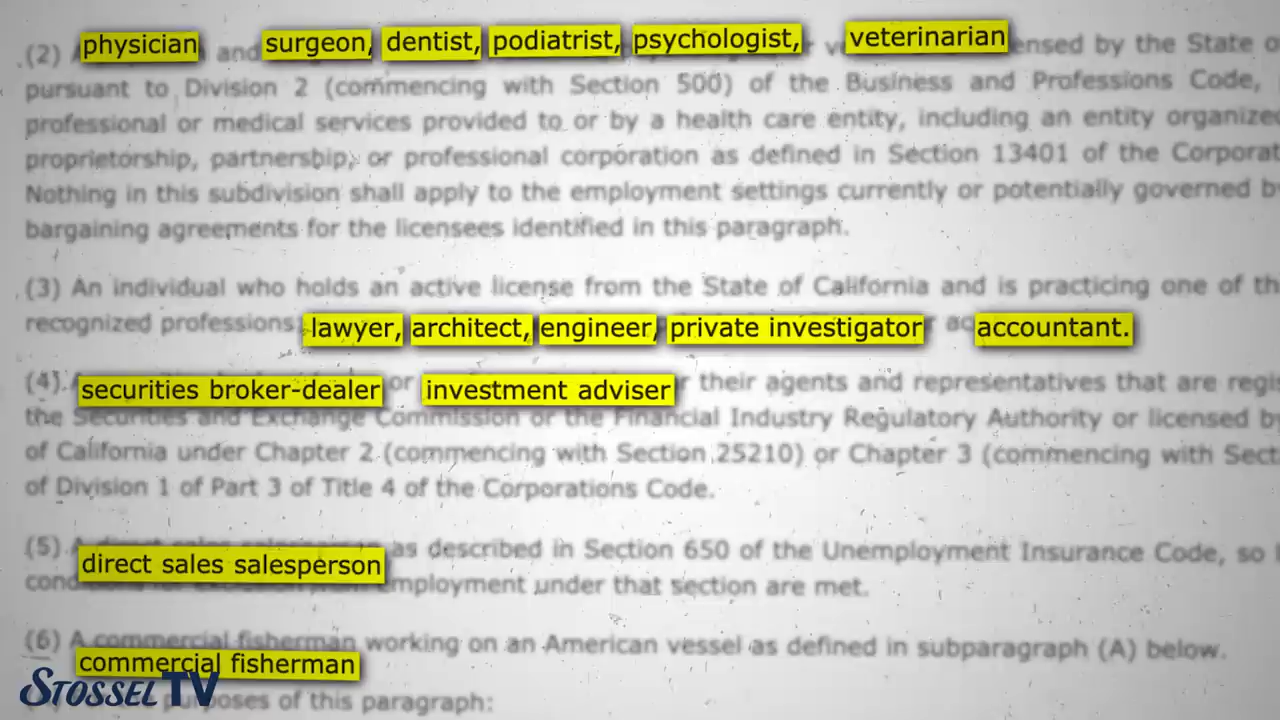 (2) A physician and surgeon, dentist, podiatrist, psychologist, or veterinarian licensed by the State o
pursuant to Division 2 (commencing with Section 500) of the Business and Professions Code,
professional or medical services provided to or by a health care entity, including an entity organized
proprietorship, partnership, or professional corporation as defined in Section 13401 of the Corporat
Nothing in this subdivision shall apply to the employment settings currently or potentially governed by
bargaining agreements for the licensees identified in this paragraph.
(3) An individual who holds an active license from the State of California and is practicing one of th
recognized professions: lawyer, architect, engineer, private investigator accountant.
(4) securities broker-dealer or investment adviser or their agents and representatives that are regis
the Securities and Exchange Commission or the Financial Industry Regulatory Authority or licensed by
of California under Chapter 2 (commencing with Section 25210) or Chapter 3 (commencing with Sect
of Division 1 of Part 3 of Title 4 of the Corporations Code.
(5) A direct sales salesperson as described in Section 650 of the Unemployment Insurance Code, so
employment under that section are met.
(6) A commercial fisherman working on an American vessel as defined in subparagraph (A) below.
commercial fisherman
STOSSEL TV purposes of this paragraph: